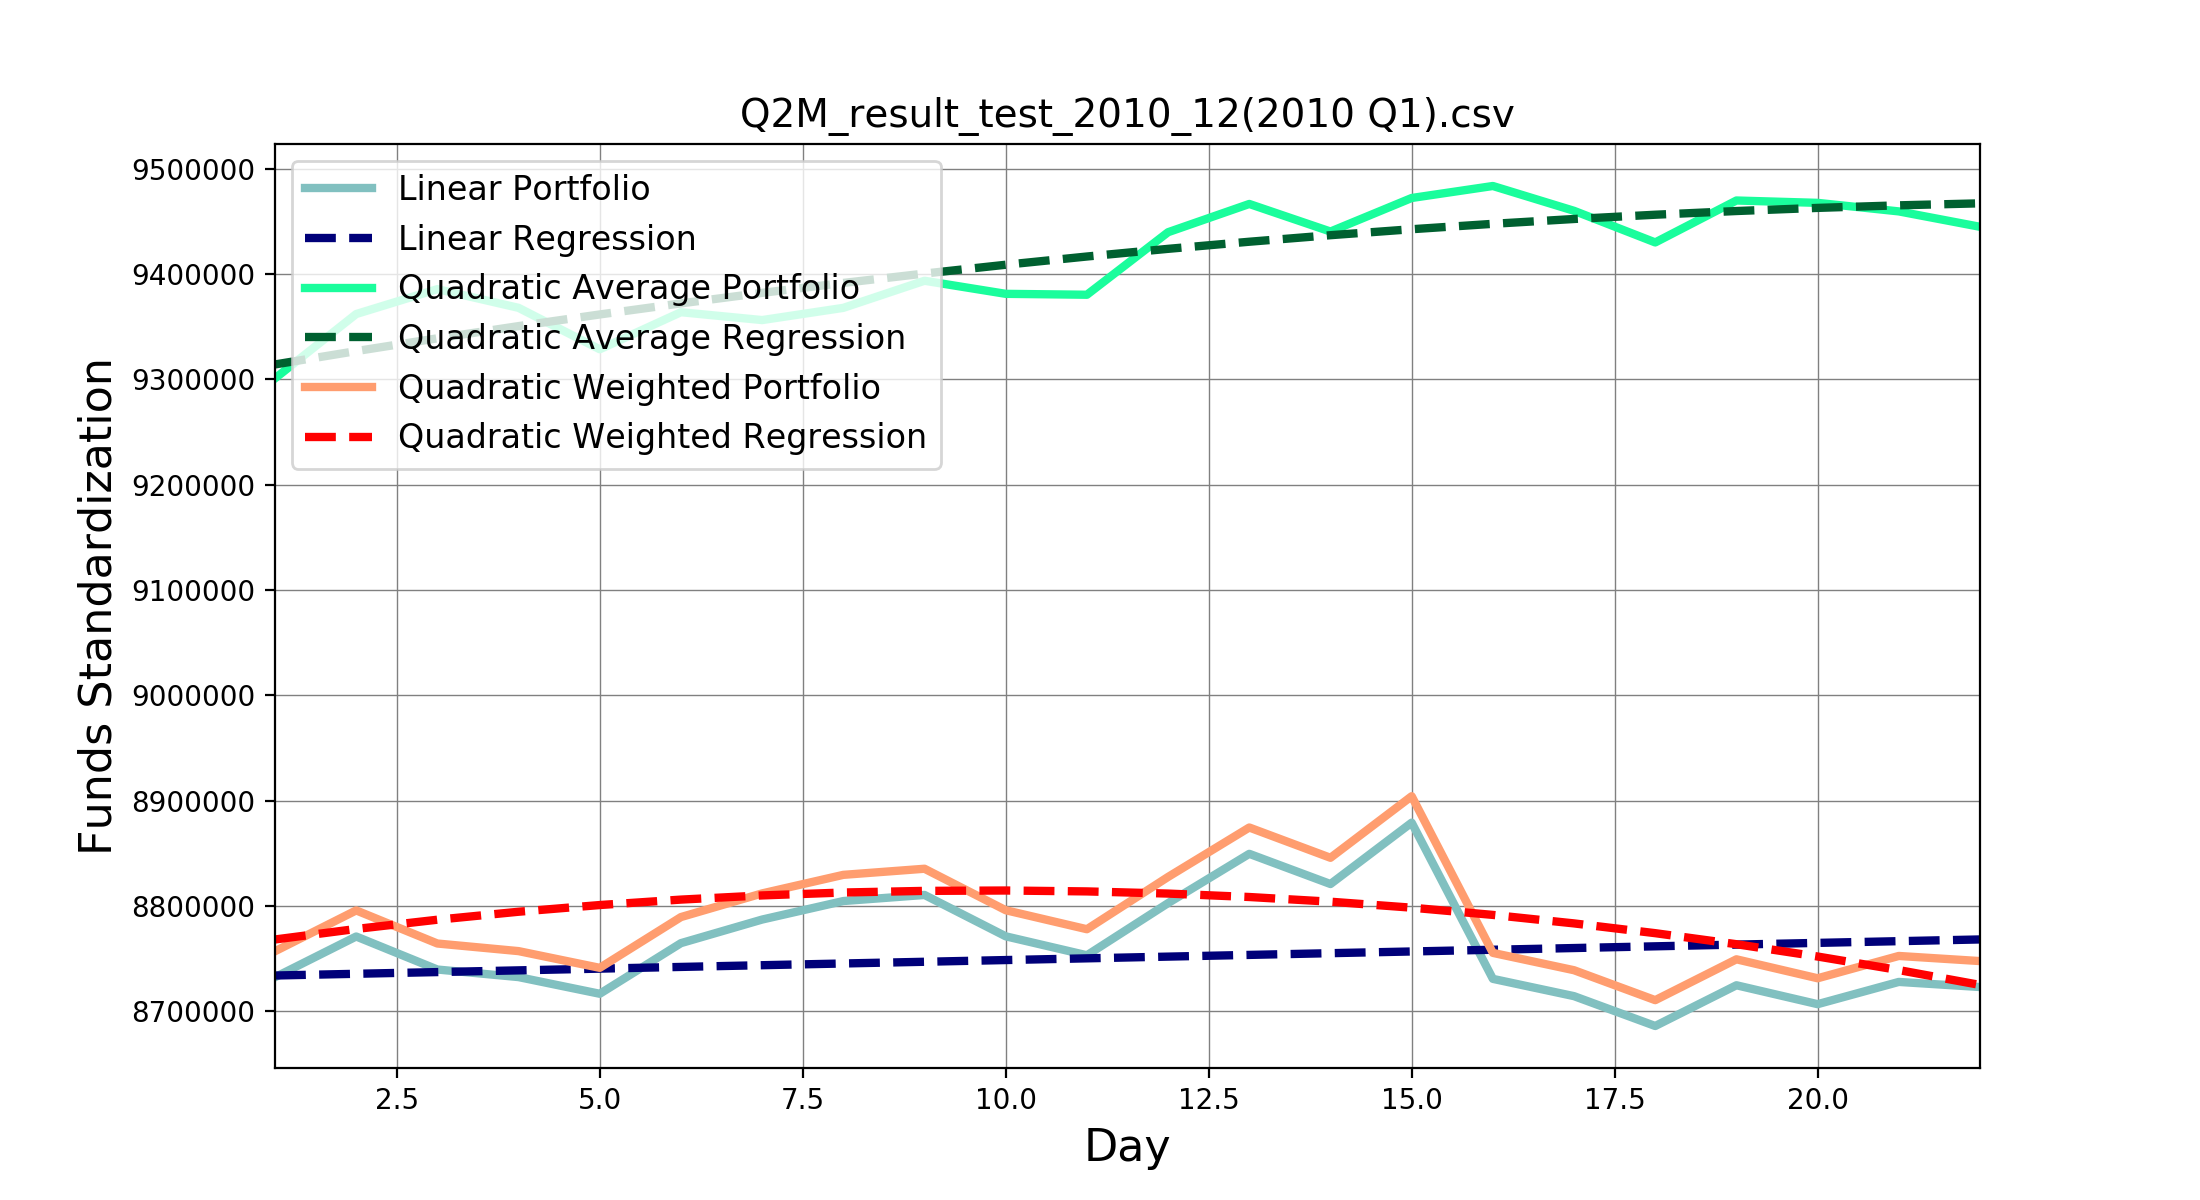 Q2M_result_test_2010_12(2010 Q1).csv
9500000
9400000
9300000
9200000
9100000
9000000
8900000
8800000
8700000
Funds Standardization
Linear Portfolio
Linear Regression
Quadratic Average Portfolio
Quadratic Average Regression
Quadratic Weighted Portfolio
Quadratic Weighted Regression
2.5 5.0 7.5 10.0 12.5 15.0 17.5 20.0
Day